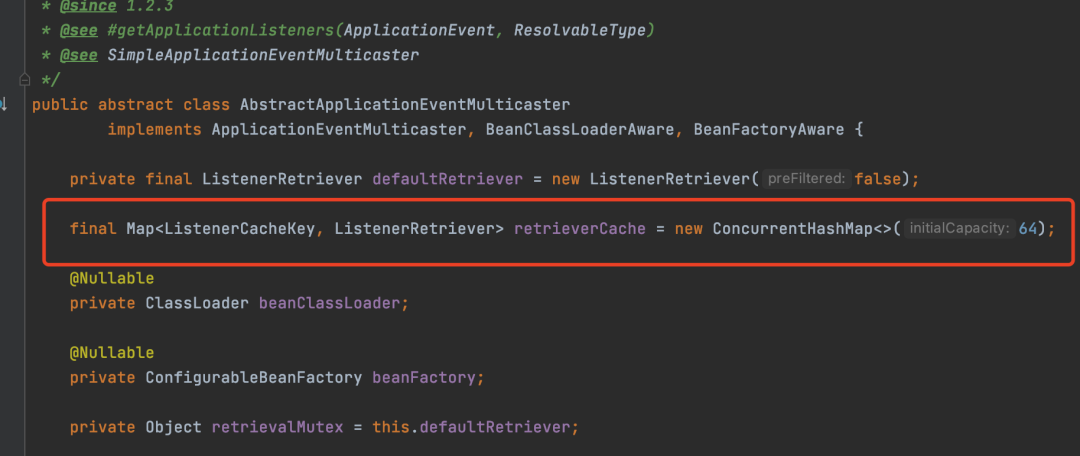 * @since 1.2.3
* @see #getApplicationListeners(ApplicationEvent, ResolvableType)
* @see SimpleApplicationEventMulticaster
*/
public abstract class AbstractApplicationEventMulticaster
implements ApplicationEventMulticaster, BeanClassLoaderAware, BeanFactoryAware {
private final ListenerRetriever defaultRetriever = new ListenerRetriever( preFiltered: false);
final Map<ListenerCacheKey, ListenerRetriever> retrieverCache = new ConcurrentHashMap<>( initialCapacity: 64);
@Nullable
private ClassLoader beanClassLoader;
@Nullable
private ConfigurableBeanFactory beanFactory;
private Object retrievalMutex = this.defaultRetriever;